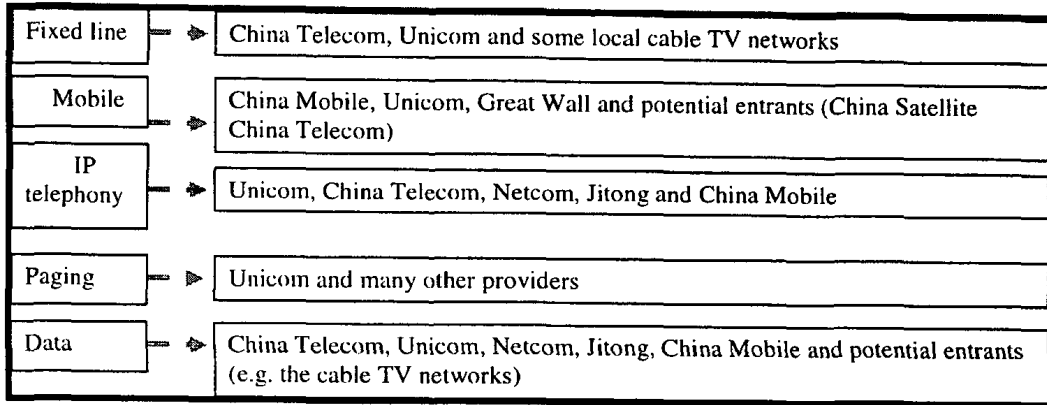 Fixed line
China Telecom, Unicom and some local cable TV networks
Mobile
China Mobile, Unicom, Great Wall and potential entrants (China Satellite
China Telecom)
IP
telephony
Unicom, China Telecom, Netcom, Jitong and China Mobile
Paging
Unicom and many other providers
Data
China Telecom, Unicom, Netcom, Jitong, China Mobile and potential entrants
(e.g. the cable TV networks)